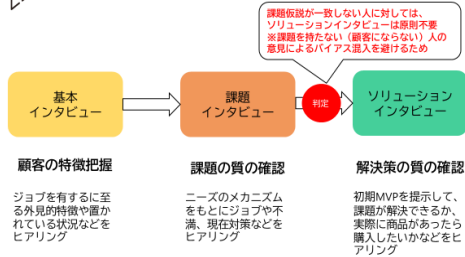 課題仮説が一致しない人に対しては、
ソリューションインタビューは原則不要
※課題を持たない（顧客にならない）人の
意見によるバイアス混入を避けるため
基本
インタビュー
課題
インタビュー
判定
ソリューション
インタビュー
顧客の特徴把握
課題の質の確認
解決策の質の確認
ジョブを有するに至
る外見的特徴や置か
れている状況などを
ヒアリング
ニーズのメカニズム
をもとにジョブや不
満、現在対策などを
ヒアリング
初期MVPを提示して、
課題が解決できるか、
実際に商品があったら
購入したいかなどをヒ
アリング